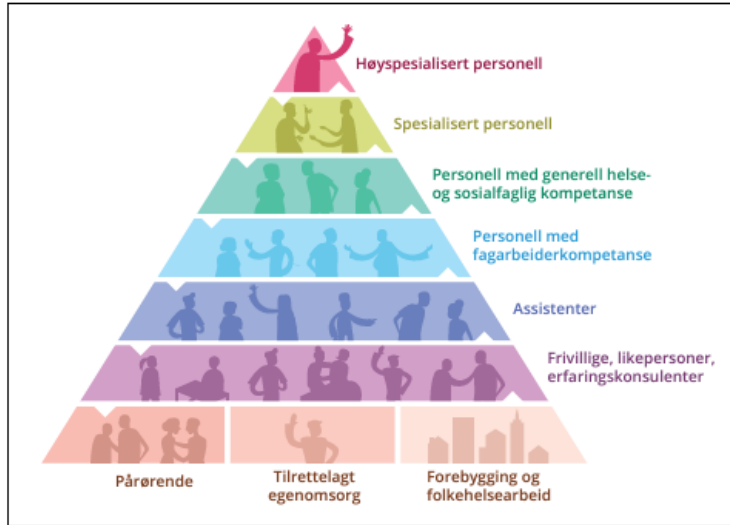 Høyspesialisert personell
Spesialisert personell
Personell med generell helse-
og sosialfaglig kompetanse
Personell med
fagarbeiderkompetanse
Assistenter
Frivillige, likepersoner,
erfaringskonsulenter
Pårørende
Tilrettelagt
egenomsorg
Forebygging og
folkehelsearbeid